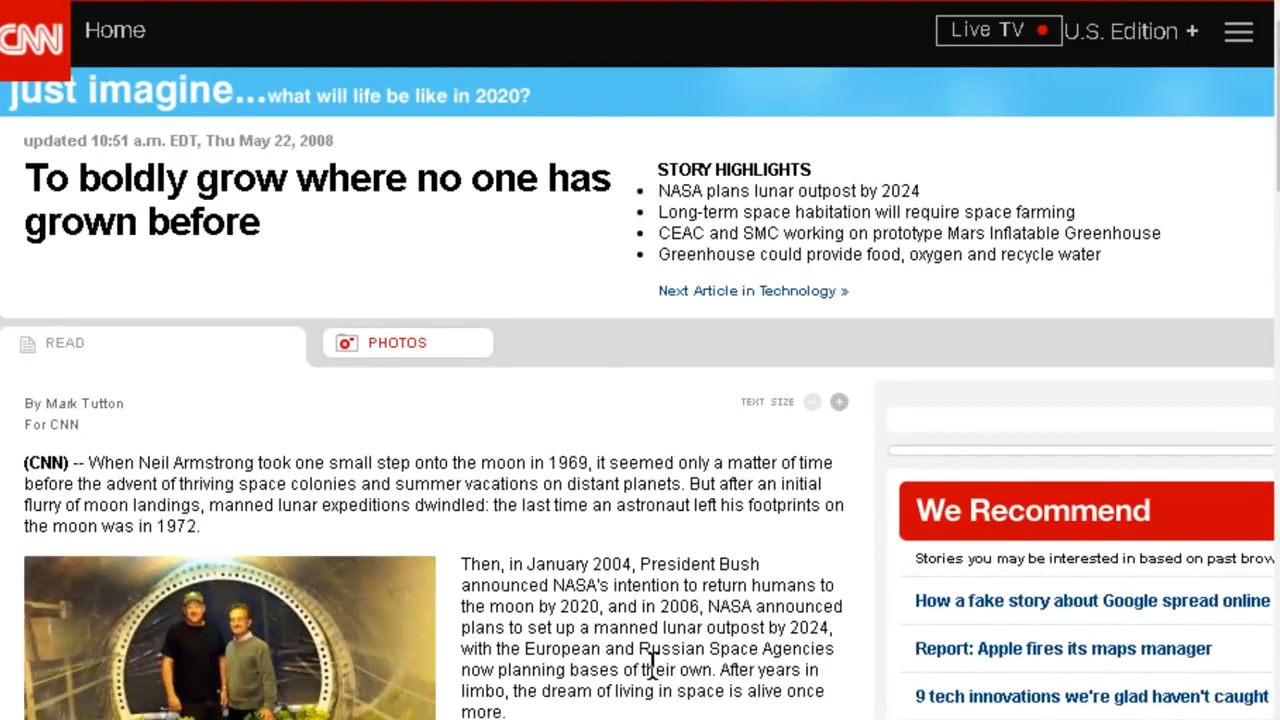 CNN
Home
Live TV
U.S. Edition +
just imagine...what will life be like in 2020?
updated 10:51 a.m. EDT, Thu May 22, 2008
To boldly grow where no one has
grown before
STORY HIGHLIGHTS
• NASA plans lunar outpost by 2024
• Long-term space habitation will require space farming
• CEAC and SMC working on prototype Mars Inflatable Greenhouse
• Greenhouse could provide food, oxygen and recycle water
Next Article in Technology »
READ
PHOTOS
By Mark Tutton
For CNN
TEXT SIZE
(CNN) -- When Neil Armstrong took one small step onto the moon in 1969, it seemed only a matter of time
before the advent of thriving space colonies and summer vacations on distant planets. But after an initial
flurry of moon landings, manned lunar expeditions dwindled: the last time an astronaut left his footprints on
the moon was in 1972.
Then, in January 2004, President Bush
announced NASA's intention to return humans to
the moon by 2020, and in 2006, NASA announced
plans to set up a manned lunar outpost by 2024,
with the European and Russian Space Agencies
now planning bases of their own. After years in
limbo, the dream of living in space is alive once
more.
We Recommend
Stories you may be interested in based on past brow
How a fake story about Google spread online
Report: Apple fires its maps manager
9 tech innovations we're glad haven't caught